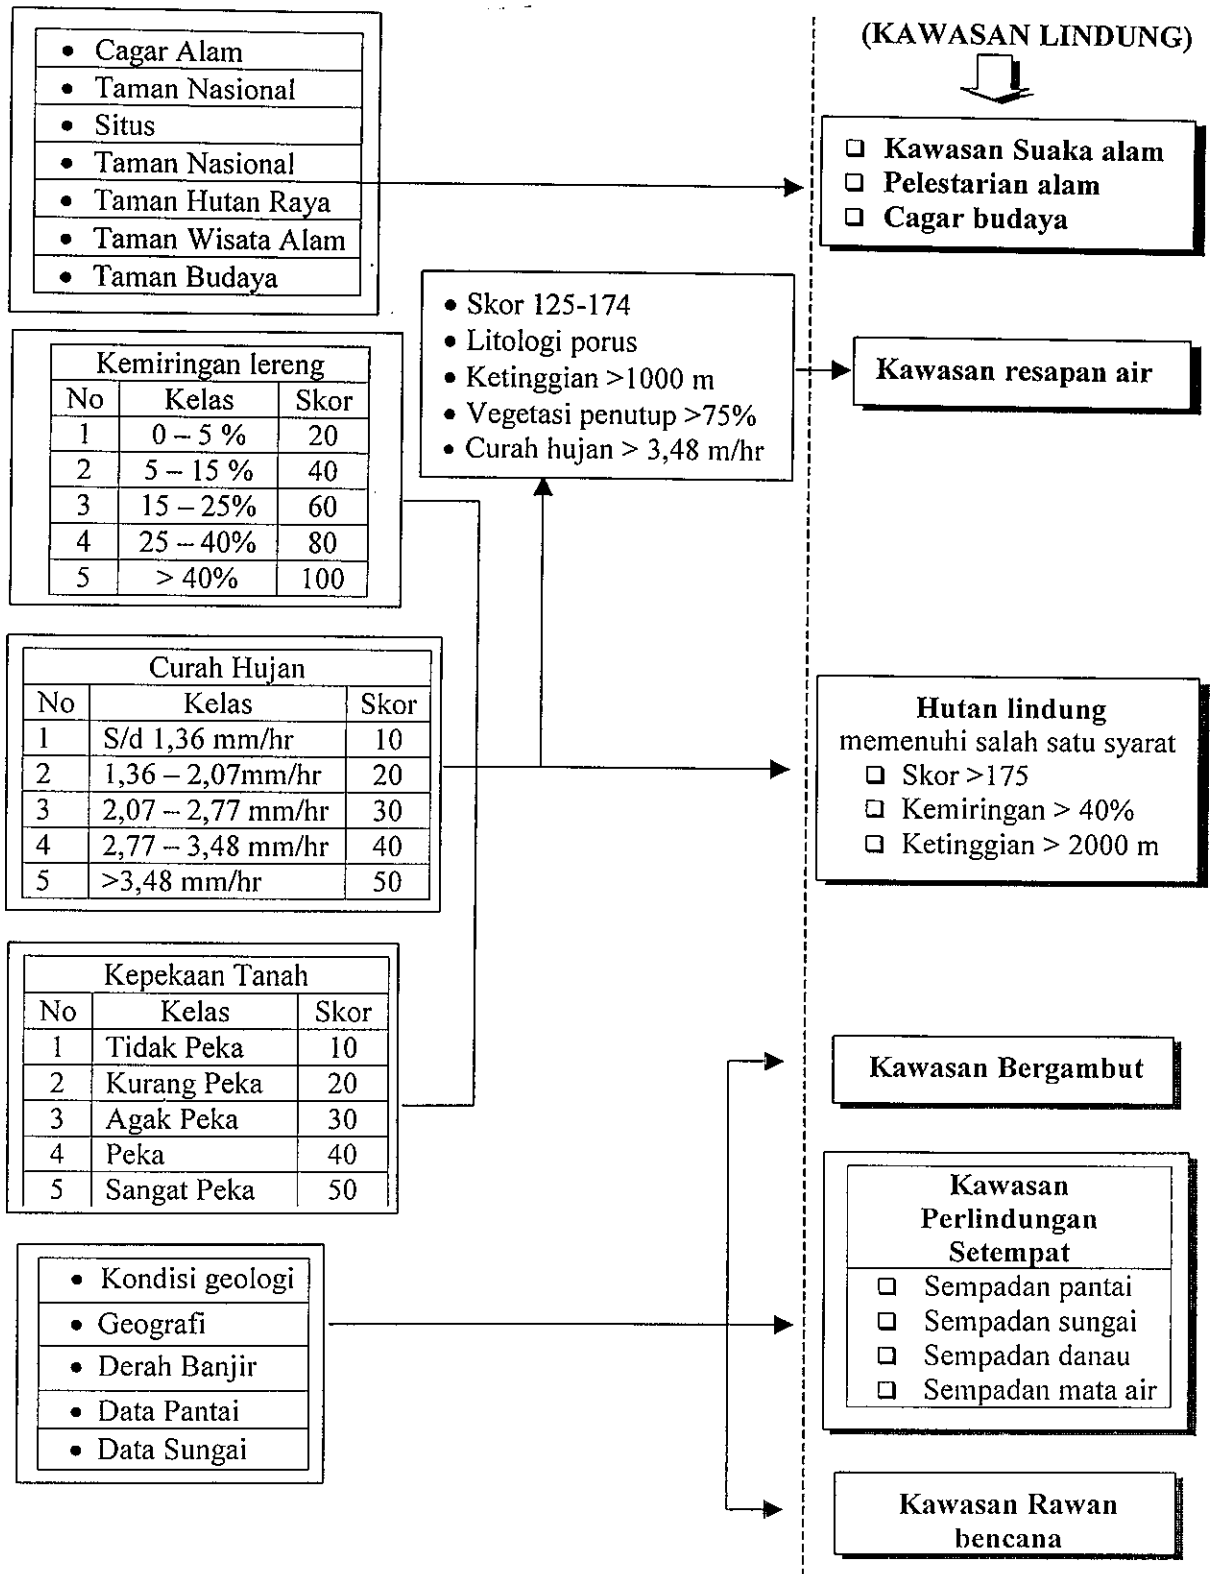 • Cagar Alam
• Taman Nasional
• Situs
• Taman Nasional
• Taman Hutan Raya
• Taman Wisata Alam
• Taman Budaya
(KAWASAN LINDUNG)
❑ Kawasan Suaka alam
❑ Pelestarian alam
❑ Cagar budaya
• Skor 125-174
• Litologi porus
• Ketinggian >1000 m
• Vegetasi penutup >75%
• Curah hujan > 3,48 m/hr
Kawasan resapan air
Kemiringan lereng
No Kelas Skor
1 0 – 5 % 20
2 5 – 15 % 40
3 15 – 25% 60
4 25 – 40% 80
5 > 40% 100
Curah Hujan
No Kelas Skor
1 S/d 1,36 mm/hr 10
2 1,36 – 2,07mm/hr 20
3 2,07 – 2,77 mm/hr 30
4 2,77 – 3,48 mm/hr 40
5 >3,48 mm/hr 50
Hutan lindung
memenuhi salah satu syarat
❑ Skor >175
❑ Kemiringan > 40%
❑ Ketinggian > 2000 m
Kepekaan Tanah
No Kelas Skor
1 Tidak Peka 10
2 Kurang Peka 20
3 Agak Peka 30
4 Peka 40
5 Sangat Peka 50
Kawasan Bergambut
Kawasan
Perlindungan
Setempat
❑ Sempadan pantai
❑ Sempadan sungai
❑ Sempadan danau
❑ Sempadan mata air
• Kondisi geologi
• Geografi
• Derah Banjir
• Data Pantai
• Data Sungai
Kawasan Rawan
bencana